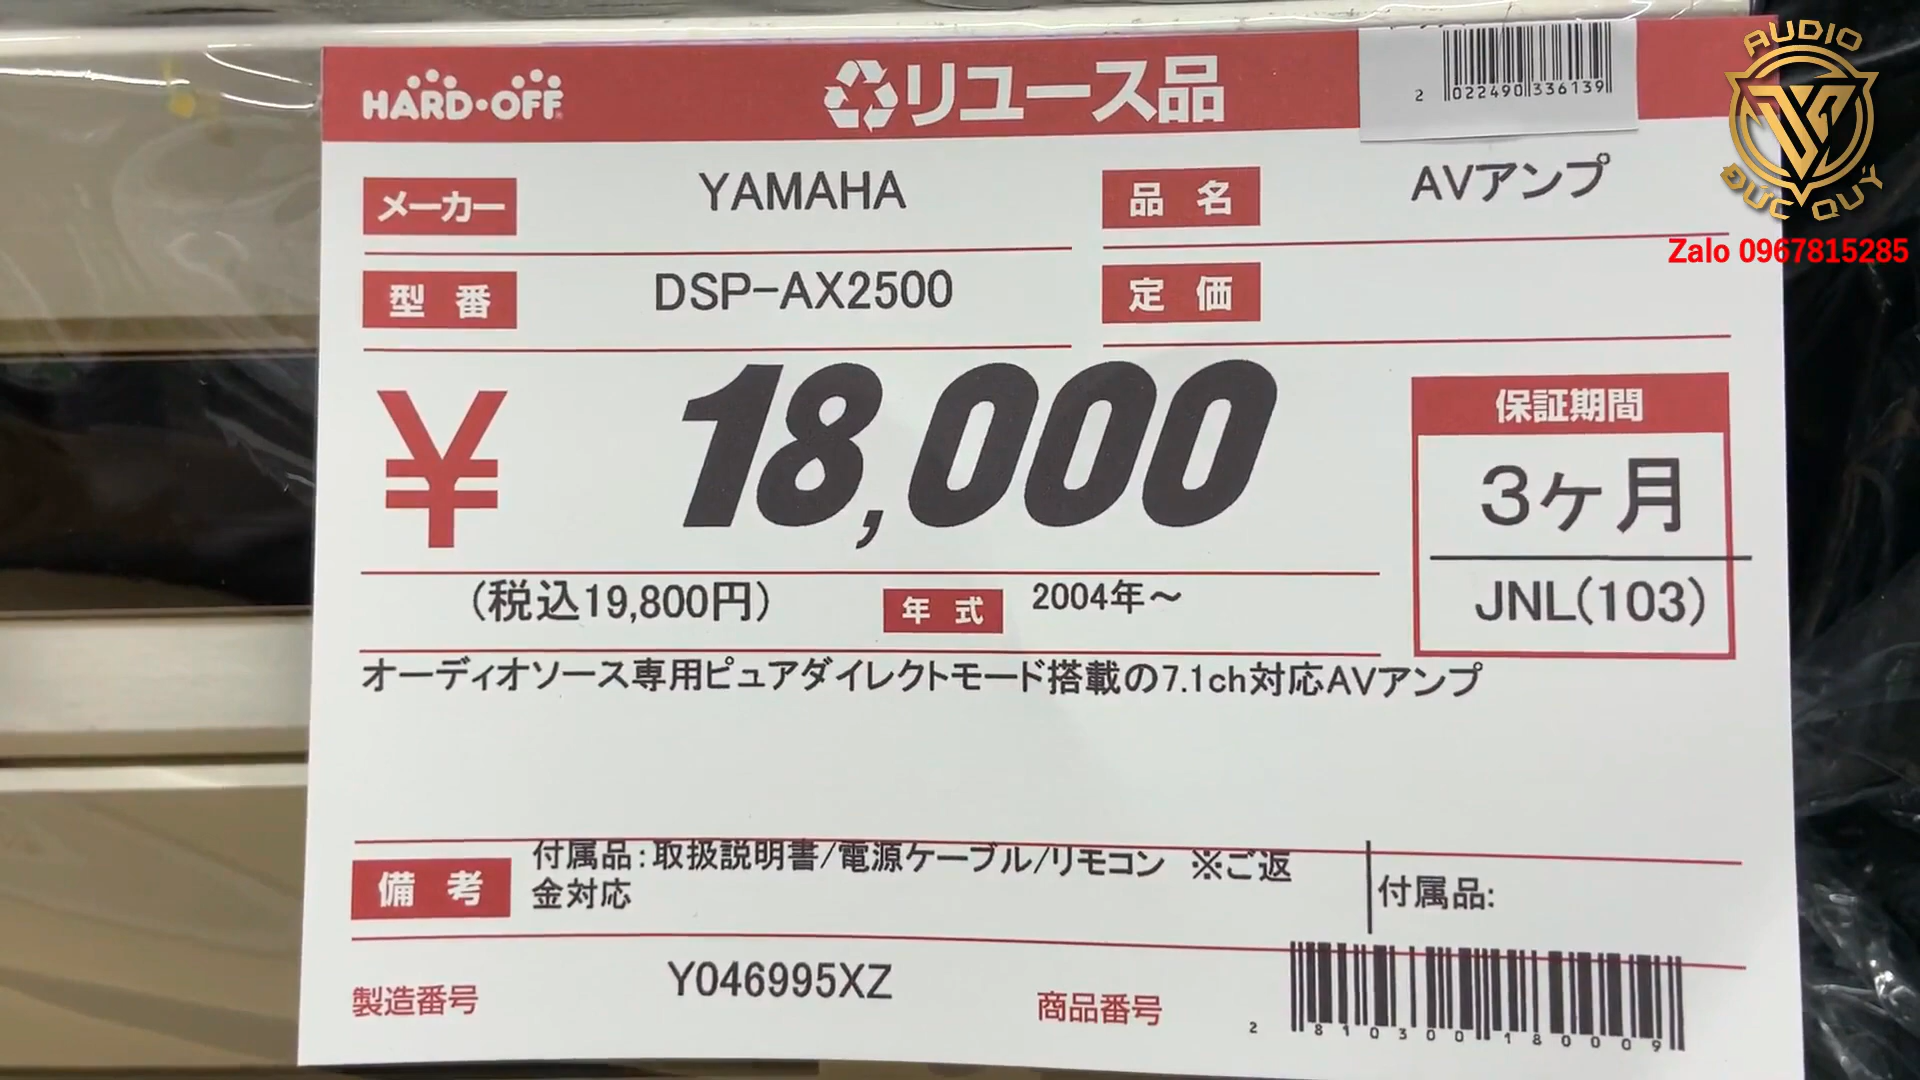 HARD・OFF
リユース品
2 022490 336139
AUDIO
ĐỨC QUÝ
Zalo 0967815285
メーカー YAMAHA
品名 AVアンプ
型番 DSP-AX2500
定価
¥ 18,000
保証期間
3ヶ月
JNL(103)
(税込19,800円)
年式 2004年～
オーディオソース専用ピュアダイレクトモード搭載の7.1ch対応AVアンプ
備考
付属品:取扱説明書/電源ケーブル/リモコン ※ご返
金対応
付属品:
製造番号 Y046995XZ
商品番号
2 810300 180009